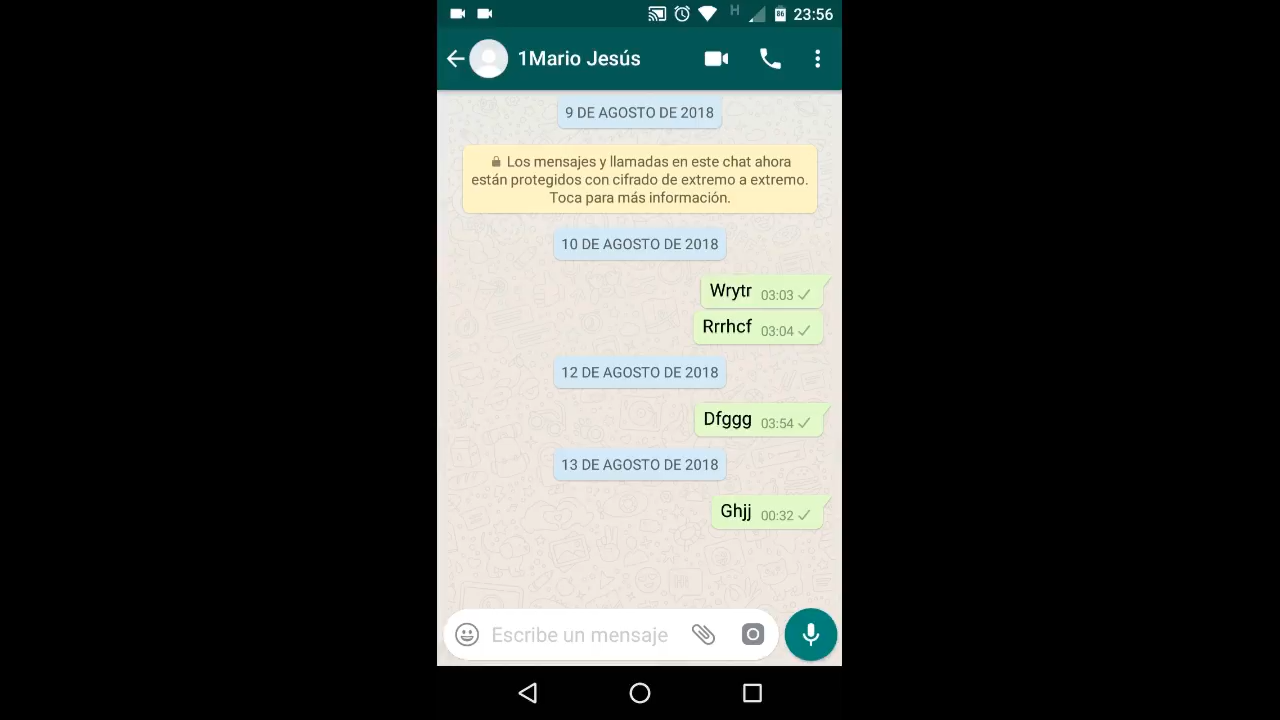 H 86 23:56
1Mario Jesús
9 DE AGOSTO DE 2018
Los mensajes y llamadas en este chat ahora
están protegidos con cifrado de extremo a extremo.
Toca para más información.
10 DE AGOSTO DE 2018
Wrytr 03:03
Rrrhcf 03:04
12 DE AGOSTO DE 2018
Dfggg 03:54
13 DE AGOSTO DE 2018
Ghjj 00:32
Escribe un mensaje